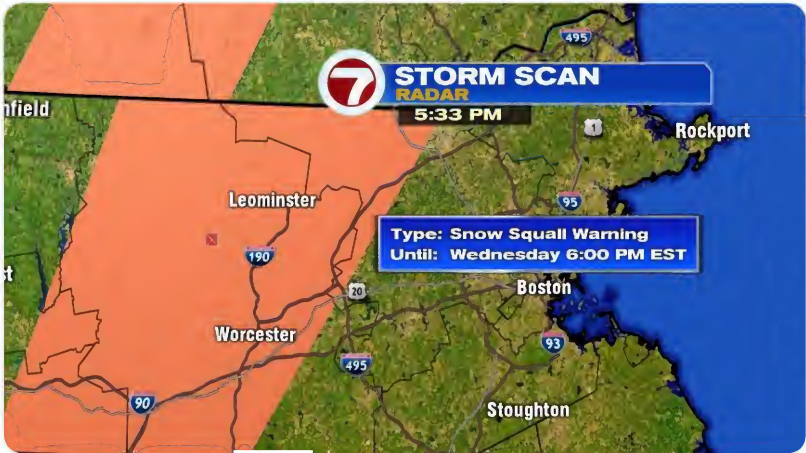 495
7
STORM SCAN
RADAR
5:33 PM
nfield
1
Rockport
Leominster
95
Type: Snow Squall Warning
Until: Wednesday 6:00 PM EST
190
st
20
Boston
Worcester
93
495
90
Stoughton